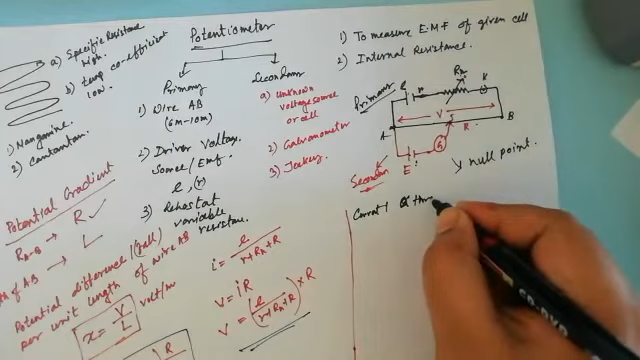 Potentiometer
a) Specific Resistance
High.
b) temp co-efficient
low.
1) Manganine.
2) Constantan.
Primary
1) Wire AB
(6m-10m)
2) Driver Voltage
Source / Emf.
e, (r)
3) Rehostat
variable
resistance.
Secondary
a) Unknown
voltage source
or cell
2) Galvanometer
3) Jockey
Potential Gradient
R A-B → R ✓
of AB → L
Potential difference / (fall)
per unit length of wire AB
x = V/L volt/m
i = e / r+Rh+R
V = iR
V = (e / r+Rh+R) × R
1) To measure E.M.F of given cell
2) Internal Resistance.
Primary
e
r
Rh
K
V
A
B
R
G
E
Secondary
null point.
Current